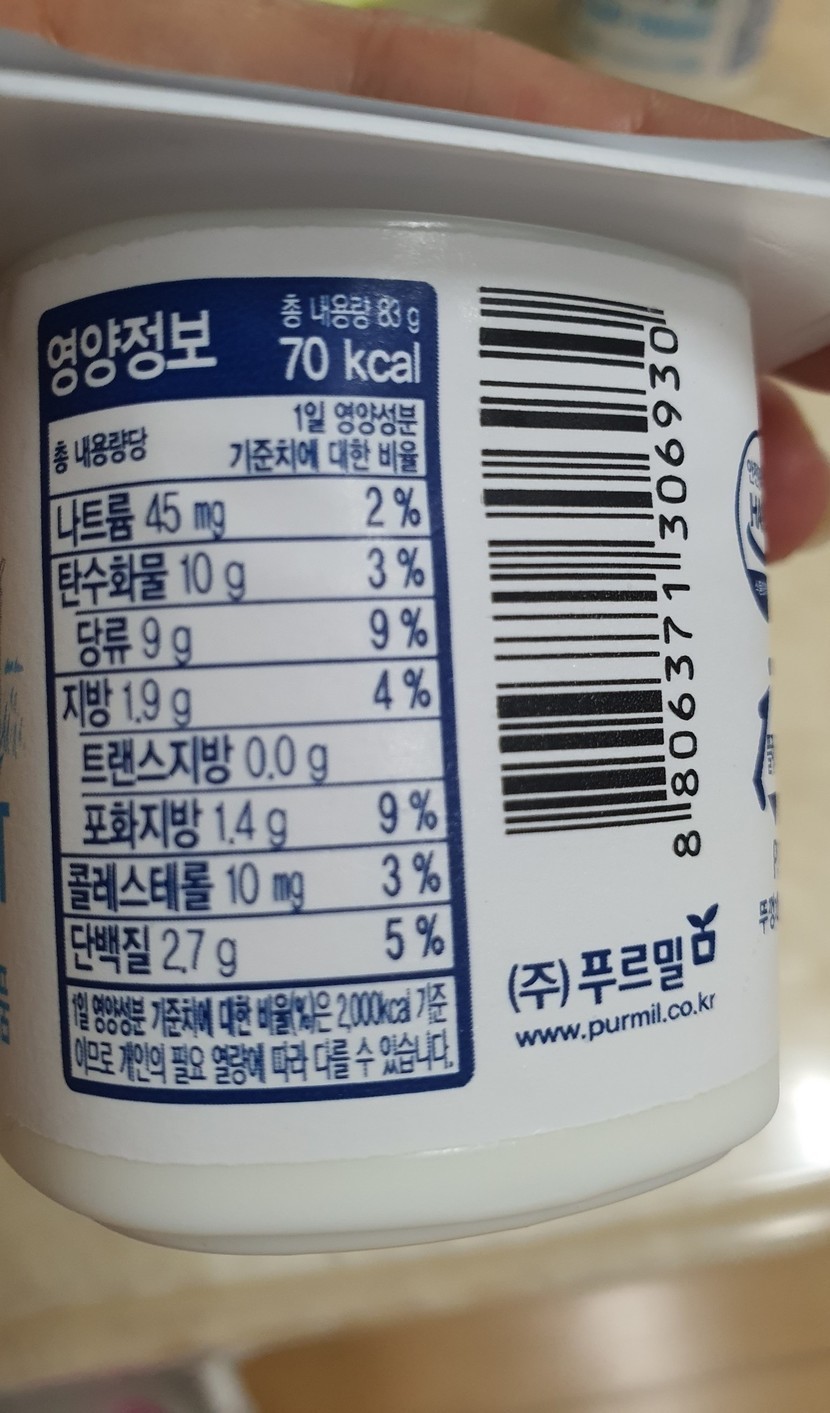 영양정보
총 내용량 83 g
70 kcal
총 내용량당
1일 영양성분
기준치에 대한 비율
나트륨 45 mg 2 %
탄수화물 10 g 3 %
당류 9 g 9 %
지방 1.9 g 4 %
트랜스지방 0.0 g
포화지방 1.4 g 9 %
콜레스테롤 10 mg 3 %
단백질 2.7 g 5 %
1일 영양성분 기준치에 대한 비율(%)은 2,000kcal 기준
이므로 개인의 필요 열량에 따라 다를 수 있습니다.
8 806371 306930
(주)푸르밀
www.purmil.co.kr